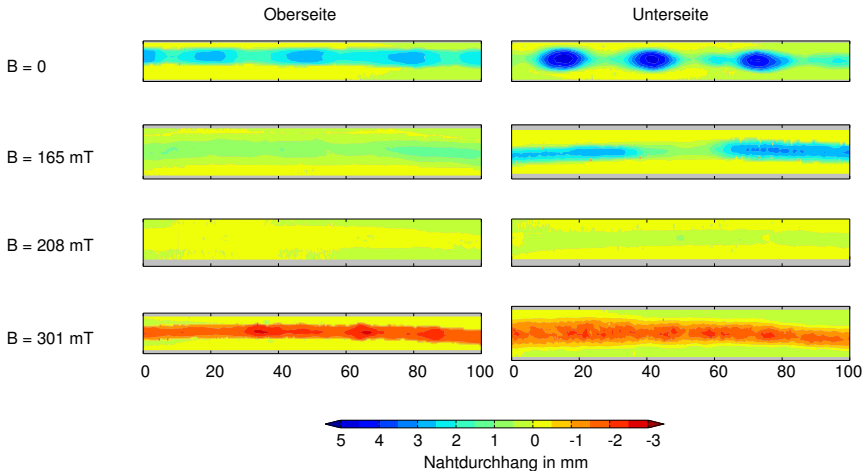 Oberseite Unterseite
B = 0
B = 165 mT
B = 208 mT
B = 301 mT
0 20 40 60 80 100 0 20 40 60 80 100
5 4 3 2 1 0 -1 -2 -3
Nahtdurchhang in mm